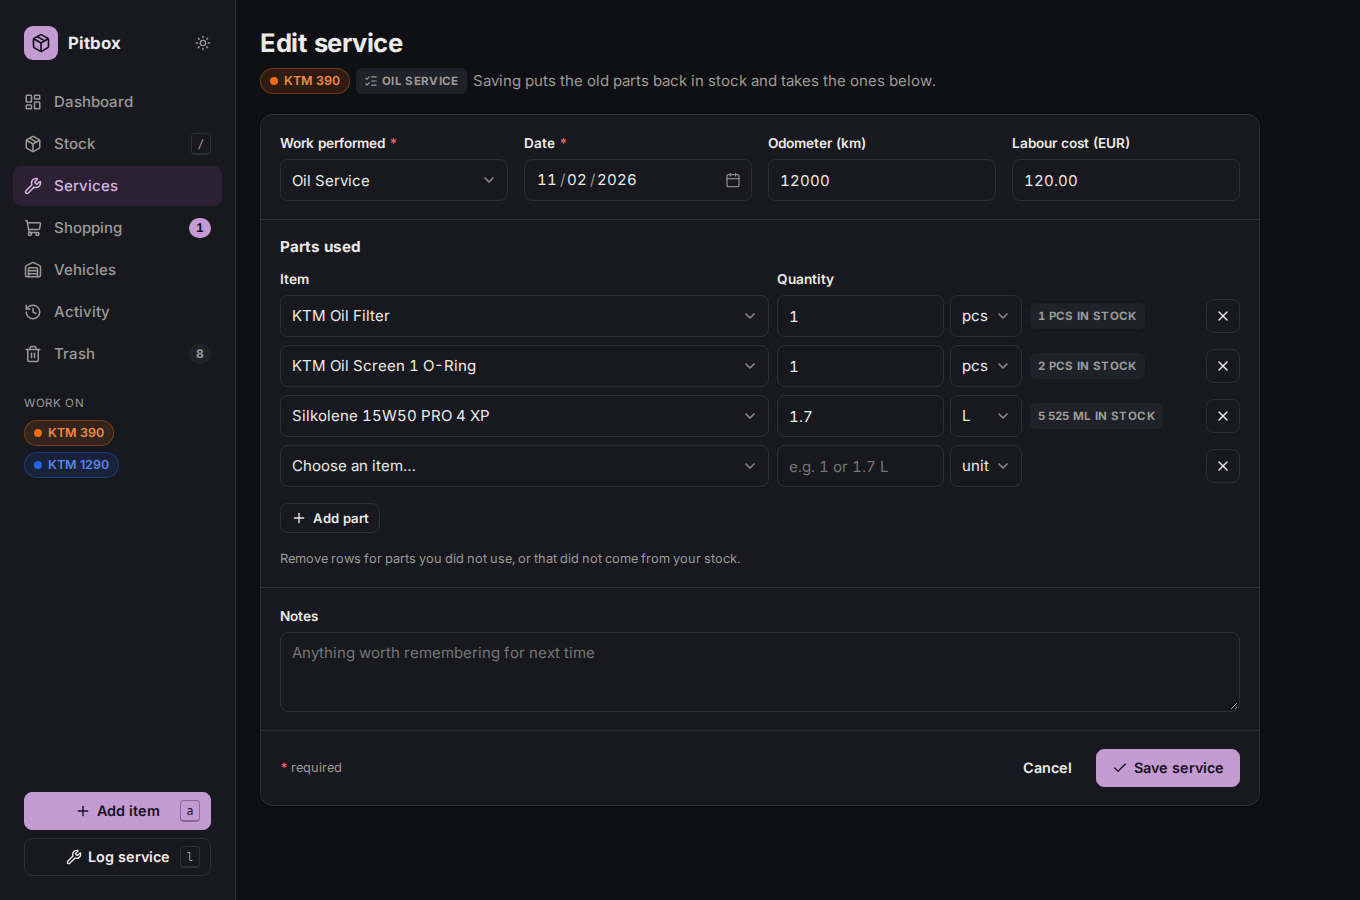 Pitbox
Dashboard
Stock /
Services
Shopping 1
Vehicles
Activity
Trash 8
WORK ON
KTM 390
KTM 1290
Add item a
Log service l
Edit service
KTM 390 OIL SERVICE Saving puts the old parts back in stock and takes the ones below.
Work performed * Date * Odometer (km) Labour cost (EUR)
Oil Service 11/02/2026 12000 120.00
Parts used
Item Quantity
KTM Oil Filter 1 pcs 1 PCS IN STOCK
KTM Oil Screen 1 O-Ring 1 pcs 2 PCS IN STOCK
Silkolene 15W50 PRO 4 XP 1.7 L 5 525 ML IN STOCK
Choose an item... e.g. 1 or 1.7 L unit
Add part
Remove rows for parts you did not use, or that did not come from your stock.
Notes
Anything worth remembering for next time
* required Cancel Save service